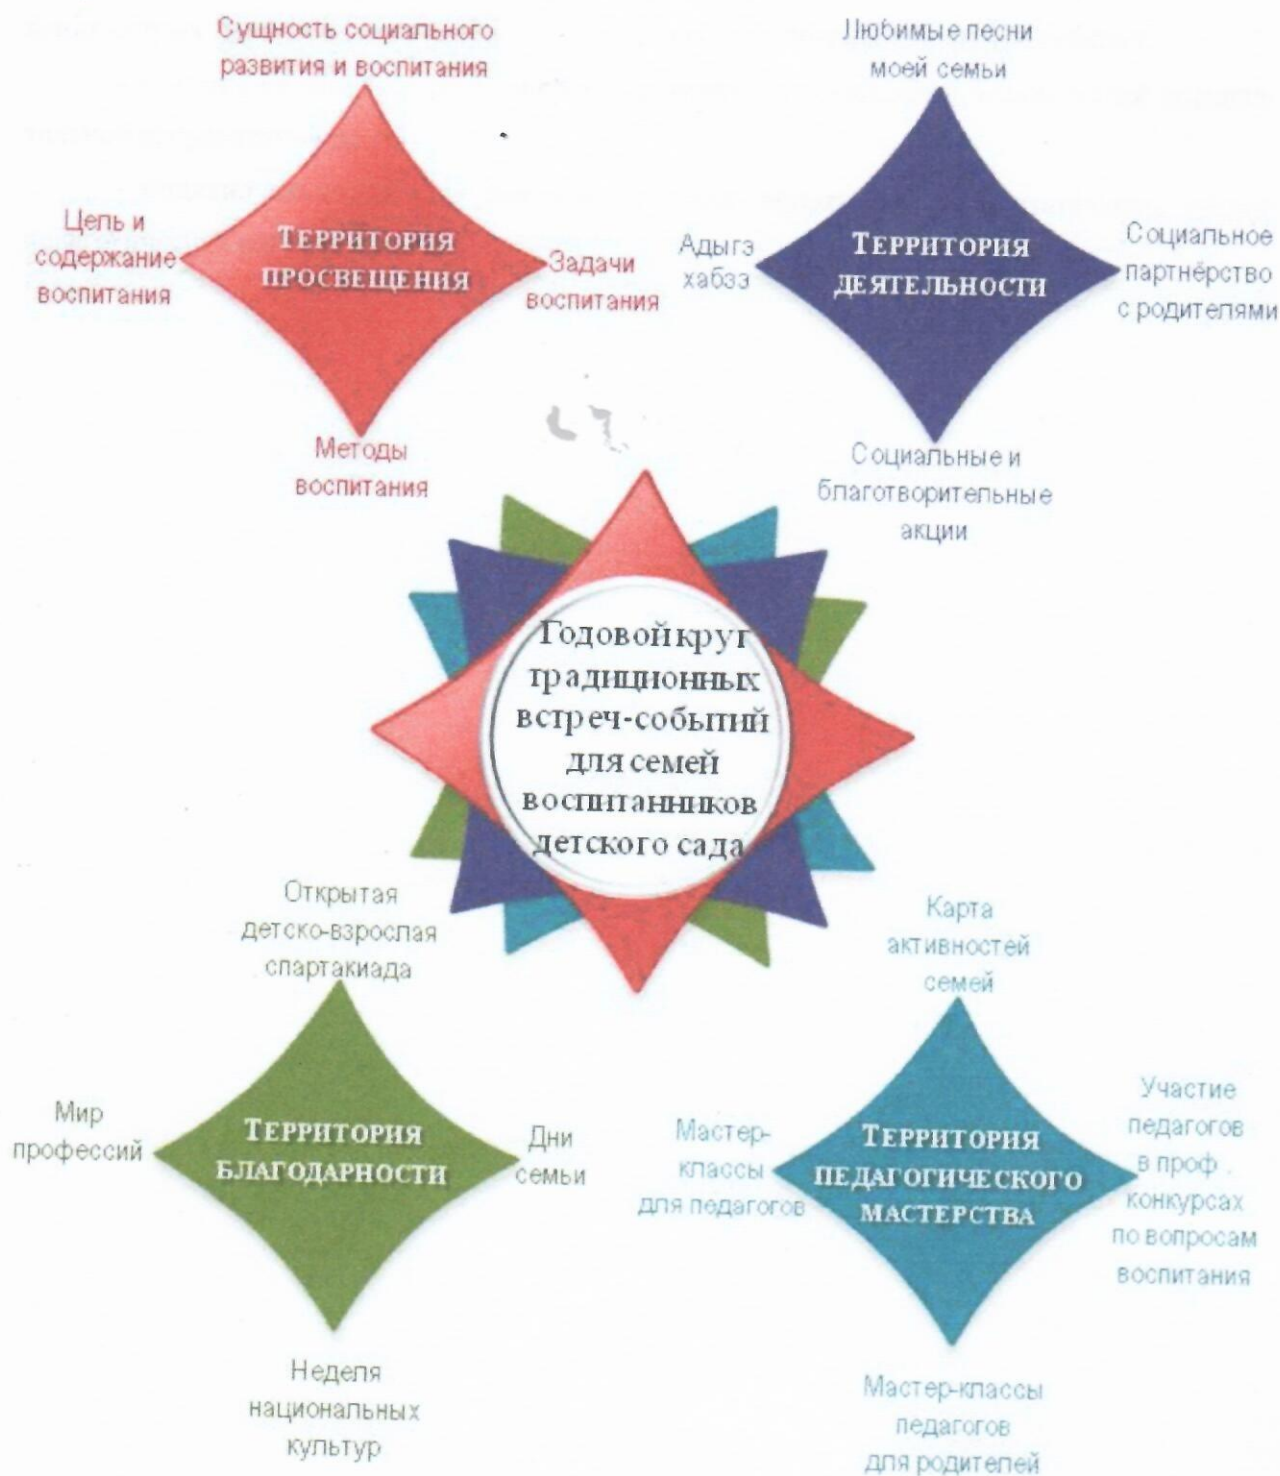 Сущность социального
развития и воспитания
Цель и
содержание
воспитания
ТЕРРИТОРИЯ
ПРОСВЕЩЕНИЯ
Задачи
воспитания
Методы
воспитания
Любимые песни
моей семьи
Адыгэ
хабзэ
ТЕРРИТОРИЯ
ДЕЯТЕЛЬНОСТИ
Социальное
партнёрство
с родителями
Социальные и
благотворительные
акции
Годовой круг
традиционных
встреч-событий
для семей
воспитанников
детского сада
Открытая
детско-взрослая
спартакиада
Мир
профессий
ТЕРРИТОРИЯ
БЛАГОДАРНОСТИ
Дни
семьи
Неделя
национальных
культур
Карта
активностей
семей
Мастер-
классы
для педагогов
ТЕРРИТОРИЯ
ПЕДАГОГИЧЕСКОГО
МАСТЕРСТВА
Участие
педагогов
в проф .
конкурсах
по вопросам
воспитания
Мастер-классы
педагогов
для родителей